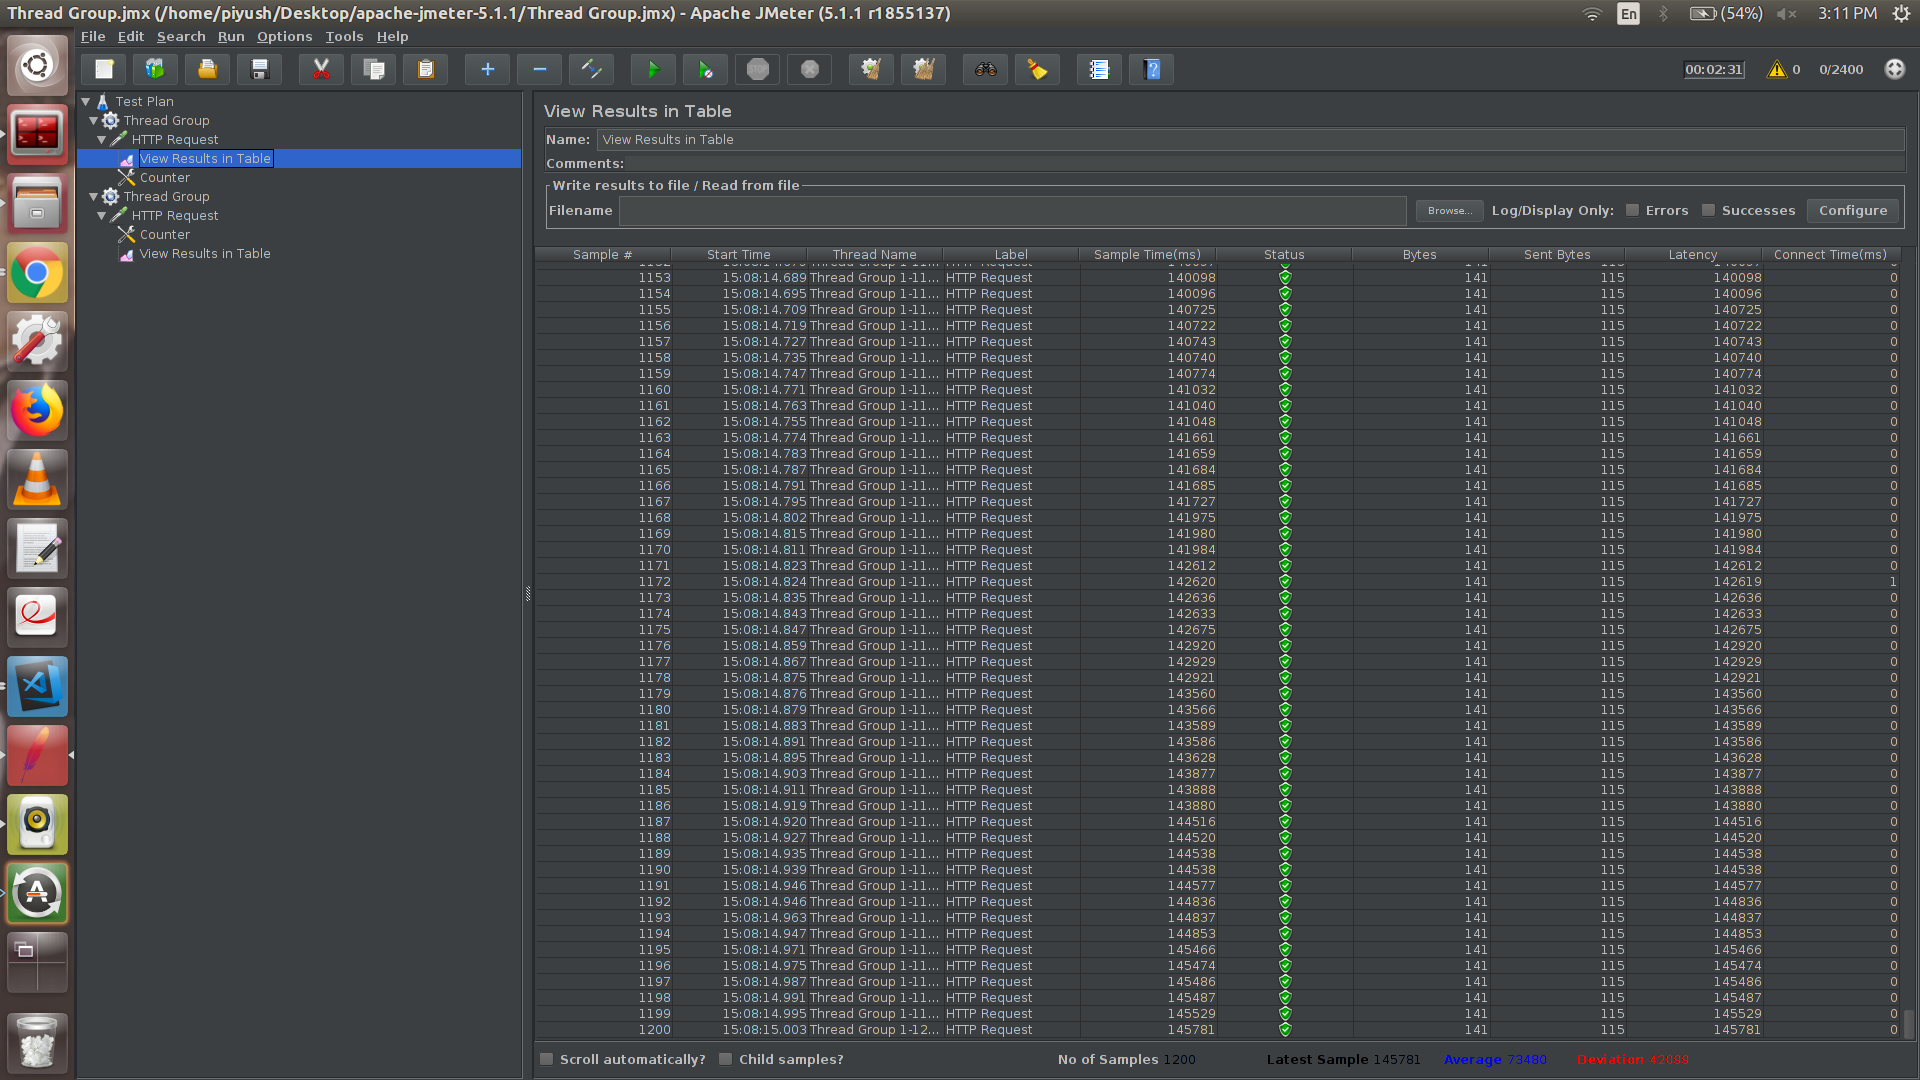 Thread Group.jmx (/home/piyush/Desktop/apache-jmeter-5.1.1/Thread Group.jmx) - Apache JMeter (5.1.1 r1855137)
En (54%) 3:11 PM
File Edit Search Run Options Tools Help
00:02:31 0 0/2400
Test Plan
Thread Group
HTTP Request
View Results in Table
Counter
Thread Group
HTTP Request
Counter
View Results in Table
View Results in Table
Name: View Results in Table
Comments:
Write results to file / Read from file
Filename Browse... Log/Display Only: Errors Successes Configure
Sample # Start Time Thread Name Label Sample Time(ms) Status Bytes Sent Bytes Latency Connect Time(ms)
1153 15:08:14.689 Thread Group 1-11... HTTP Request 140098 141 115 140098 0
1154 15:08:14.695 Thread Group 1-11... HTTP Request 140096 141 115 140096 0
1155 15:08:14.709 Thread Group 1-11... HTTP Request 140725 141 115 140725 0
1156 15:08:14.719 Thread Group 1-11... HTTP Request 140722 141 115 140722 0
1157 15:08:14.727 Thread Group 1-11... HTTP Request 140743 141 115 140743 0
1158 15:08:14.735 Thread Group 1-11... HTTP Request 140740 141 115 140740 0
1159 15:08:14.747 Thread Group 1-11... HTTP Request 140774 141 115 140774 0
1160 15:08:14.771 Thread Group 1-11... HTTP Request 141032 141 115 141032 0
1161 15:08:14.763 Thread Group 1-11... HTTP Request 141040 141 115 141040 0
1162 15:08:14.755 Thread Group 1-11... HTTP Request 141048 141 115 141048 0
1163 15:08:14.774 Thread Group 1-11... HTTP Request 141661 141 115 141661 0
1164 15:08:14.783 Thread Group 1-11... HTTP Request 141659 141 115 141659 0
1165 15:08:14.787 Thread Group 1-11... HTTP Request 141684 141 115 141684 0
1166 15:08:14.791 Thread Group 1-11... HTTP Request 141685 141 115 141685 0
1167 15:08:14.795 Thread Group 1-11... HTTP Request 141727 141 115 141727 0
1168 15:08:14.802 Thread Group 1-11... HTTP Request 141975 141 115 141975 0
1169 15:08:14.815 Thread Group 1-11... HTTP Request 141980 141 115 141980 0
1170 15:08:14.811 Thread Group 1-11... HTTP Request 141984 141 115 141984 0
1171 15:08:14.823 Thread Group 1-11... HTTP Request 142612 141 115 142612 0
1172 15:08:14.824 Thread Group 1-11... HTTP Request 142620 141 115 142619 1
1173 15:08:14.835 Thread Group 1-11... HTTP Request 142636 141 115 142636 0
1174 15:08:14.843 Thread Group 1-11... HTTP Request 142633 141 115 142633 0
1175 15:08:14.847 Thread Group 1-11... HTTP Request 142675 141 115 142675 0
1176 15:08:14.859 Thread Group 1-11... HTTP Request 142920 141 115 142920 0
1177 15:08:14.867 Thread Group 1-11... HTTP Request 142929 141 115 142929 0
1178 15:08:14.875 Thread Group 1-11... HTTP Request 142921 141 115 142921 0
1179 15:08:14.876 Thread Group 1-11... HTTP Request 143560 141 115 143560 0
1180 15:08:14.879 Thread Group 1-11... HTTP Request 143566 141 115 143566 0
1181 15:08:14.883 Thread Group 1-11... HTTP Request 143589 141 115 143589 0
1182 15:08:14.891 Thread Group 1-11... HTTP Request 143586 141 115 143586 0
1183 15:08:14.895 Thread Group 1-11... HTTP Request 143628 141 115 143628 0
1184 15:08:14.903 Thread Group 1-11... HTTP Request 143877 141 115 143877 0
1185 15:08:14.911 Thread Group 1-11... HTTP Request 143888 141 115 143888 0
1186 15:08:14.919 Thread Group 1-11... HTTP Request 143880 141 115 143880 0
1187 15:08:14.920 Thread Group 1-11... HTTP Request 144516 141 115 144516 0
1188 15:08:14.927 Thread Group 1-11... HTTP Request 144520 141 115 144520 0
1189 15:08:14.935 Thread Group 1-11... HTTP Request 144538 141 115 144538 0
1190 15:08:14.939 Thread Group 1-11... HTTP Request 144538 141 115 144538 0
1191 15:08:14.946 Thread Group 1-11... HTTP Request 144577 141 115 144577 0
1192 15:08:14.946 Thread Group 1-11... HTTP Request 144836 141 115 144836 0
1193 15:08:14.963 Thread Group 1-11... HTTP Request 144837 141 115 144837 0
1194 15:08:14.947 Thread Group 1-11... HTTP Request 144853 141 115 144853 0
1195 15:08:14.971 Thread Group 1-11... HTTP Request 145466 141 115 145466 0
1196 15:08:14.975 Thread Group 1-11... HTTP Request 145474 141 115 145474 0
1197 15:08:14.987 Thread Group 1-11... HTTP Request 145486 141 115 145486 0
1198 15:08:14.991 Thread Group 1-11... HTTP Request 145487 141 115 145487 0
1199 15:08:14.995 Thread Group 1-11... HTTP Request 145529 141 115 145529 0
1200 15:08:15.003 Thread Group 1-12... HTTP Request 145781 141 115 145781 0
Scroll automatically? Child samples? No of Samples 1200 Latest Sample 145781 Average 73480 Deviation